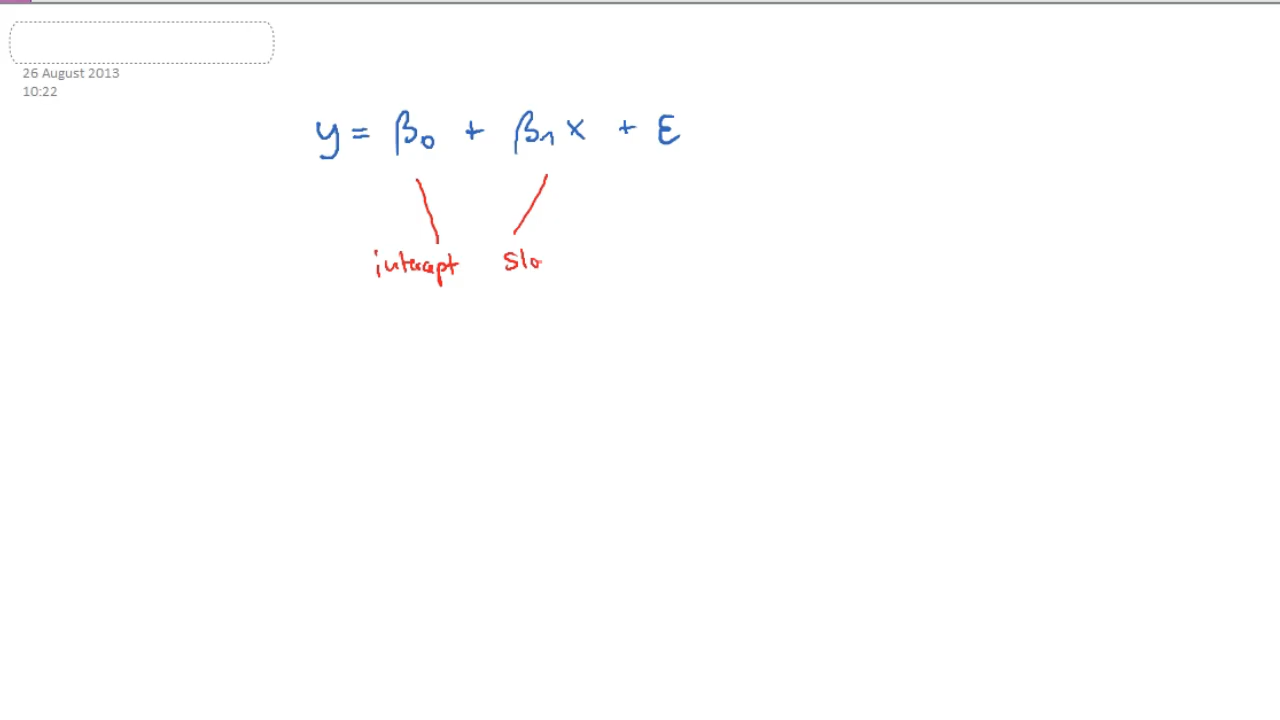 26 August 2013
10:22
y = β₀ + β₁x + ε
intercept slo